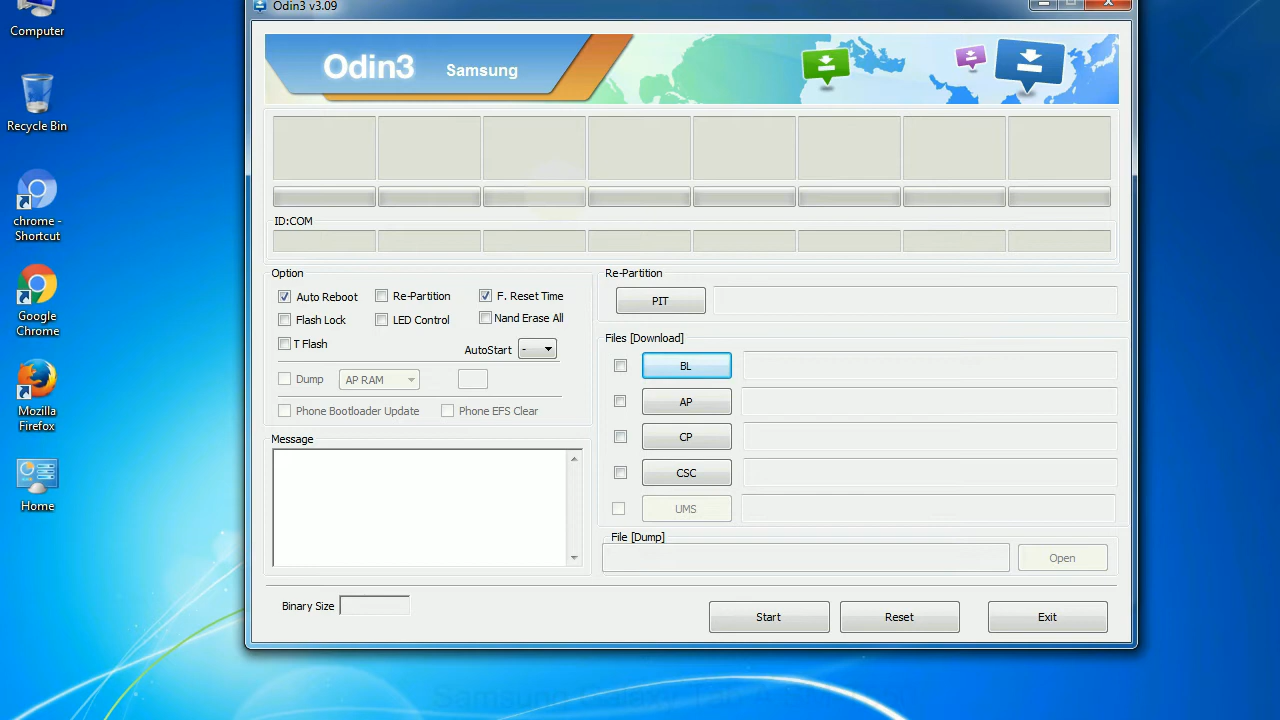 Computer
Recycle Bin
chrome -
Shortcut
Google
Chrome
Mozilla
Firefox
Home
Odin3 v3.09
Odin3 Samsung
ID:COM
Option
Auto Reboot
Re-Partition
F. Reset Time
Flash Lock
LED Control
Nand Erase All
T Flash
AutoStart -
Dump
AP RAM
Phone Bootloader Update
Phone EFS Clear
Message
Re-Partition
PIT
Files [Download]
BL
AP
CP
CSC
UMS
File [Dump]
Open
Binary Size
Start
Reset
Exit
Samsung Galaxy Tab A